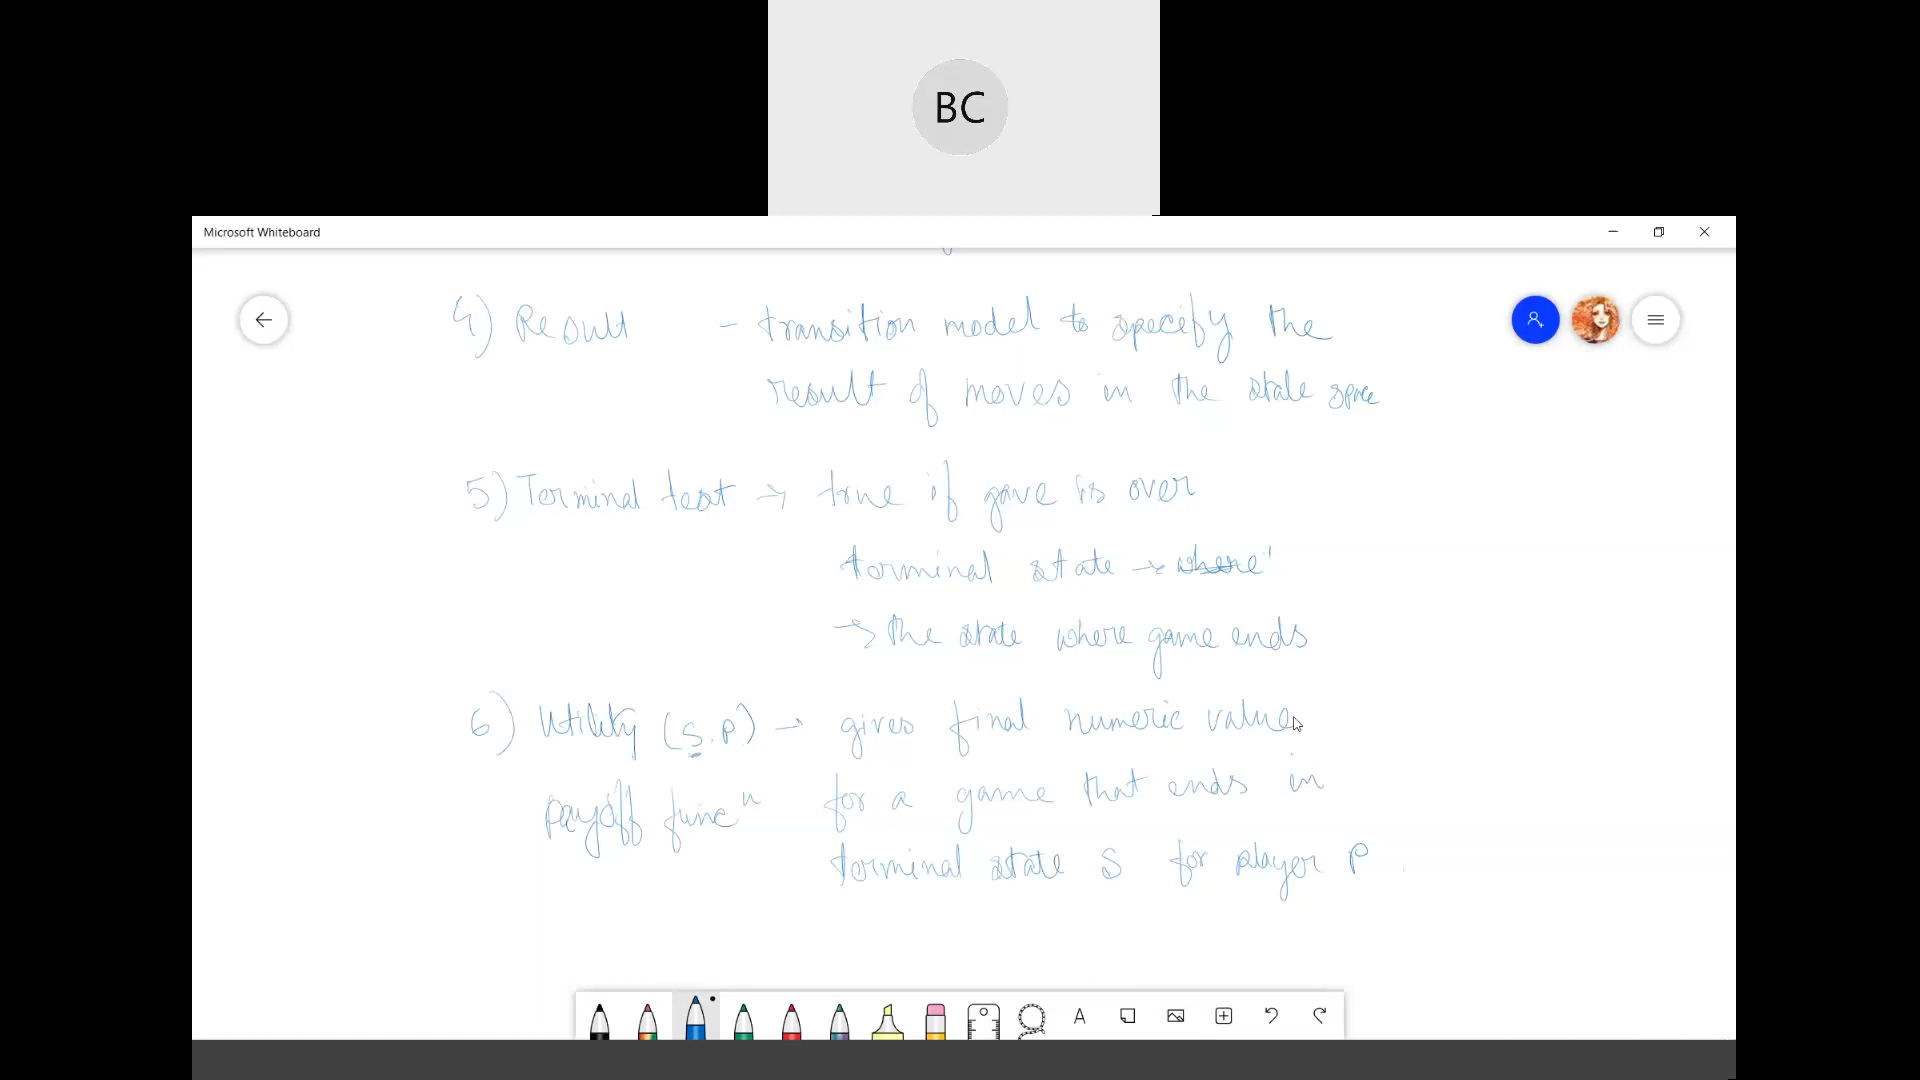 BC
Microsoft Whiteboard
4) Result - transition model to specify the
result of moves in the state space
5) Terminal test → true if game is over
terminal state → where
→ the state where game ends
6) Utility (S, P) → gives final numeric value
payoff funcⁿ for a game that ends in
terminal state S for player P
A